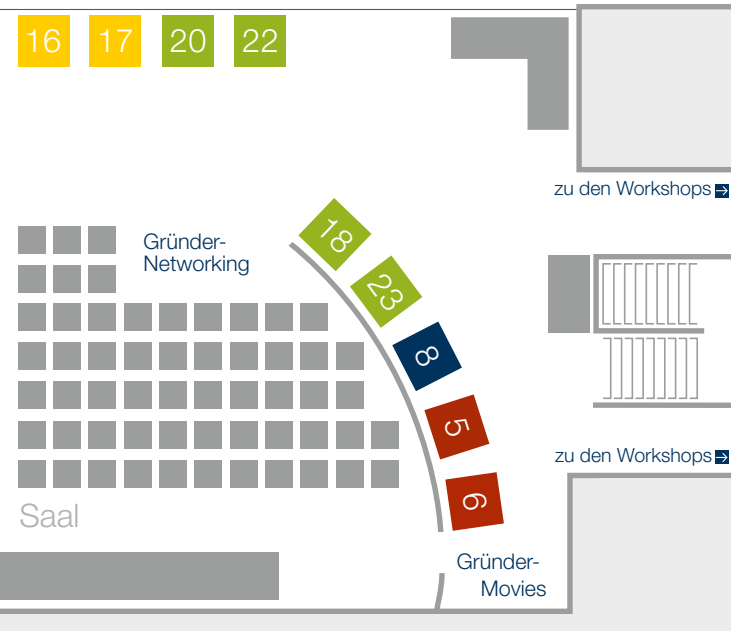 16 17 20 22
zu den Workshops
18
Gründer-
Networking
23
8
5
zu den Workshops
6
Saal
Gründer-
Movies